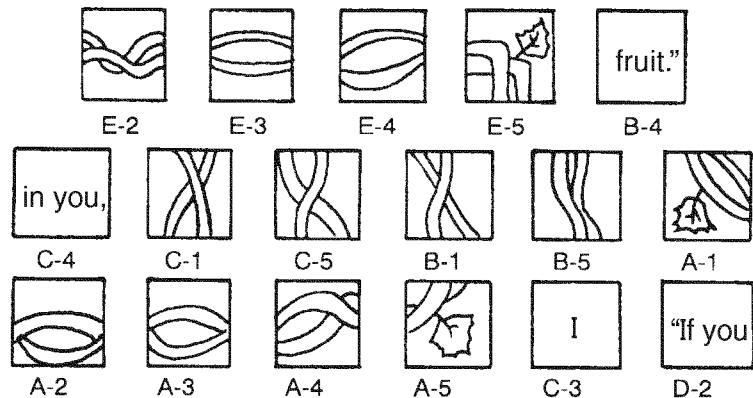 fruit."
E-2 E-3 E-4 E-5 B-4
in you,
C-4 C-1 C-5 B-1 B-5 A-1
I "If you
A-2 A-3 A-4 A-5 C-3 D-2